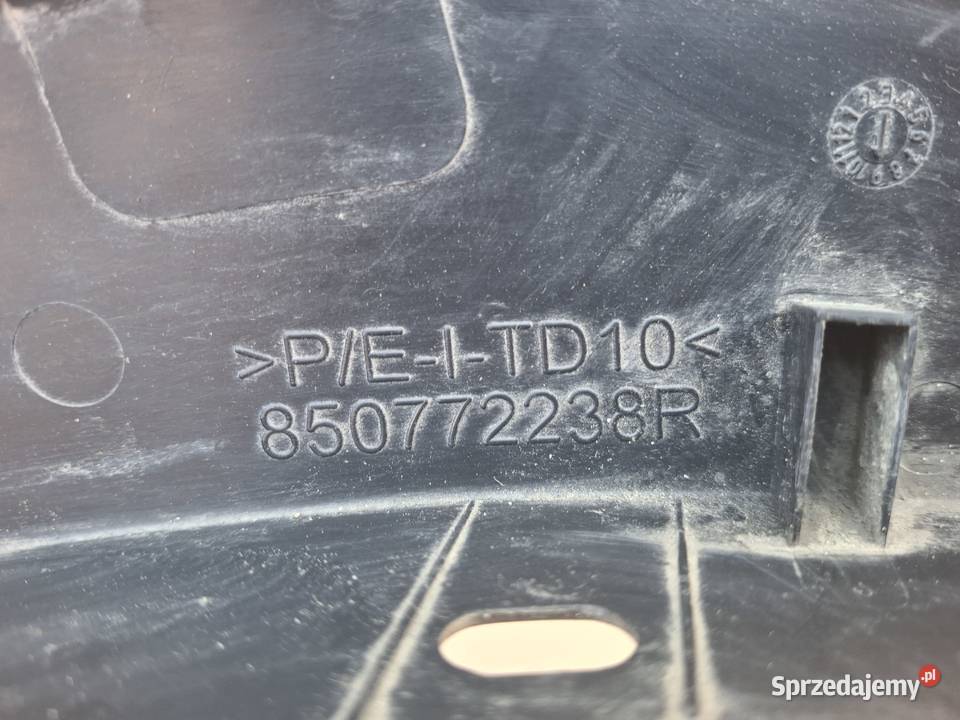 >P/E-I-TD10<
850772238R
Sprzedajemy.pl